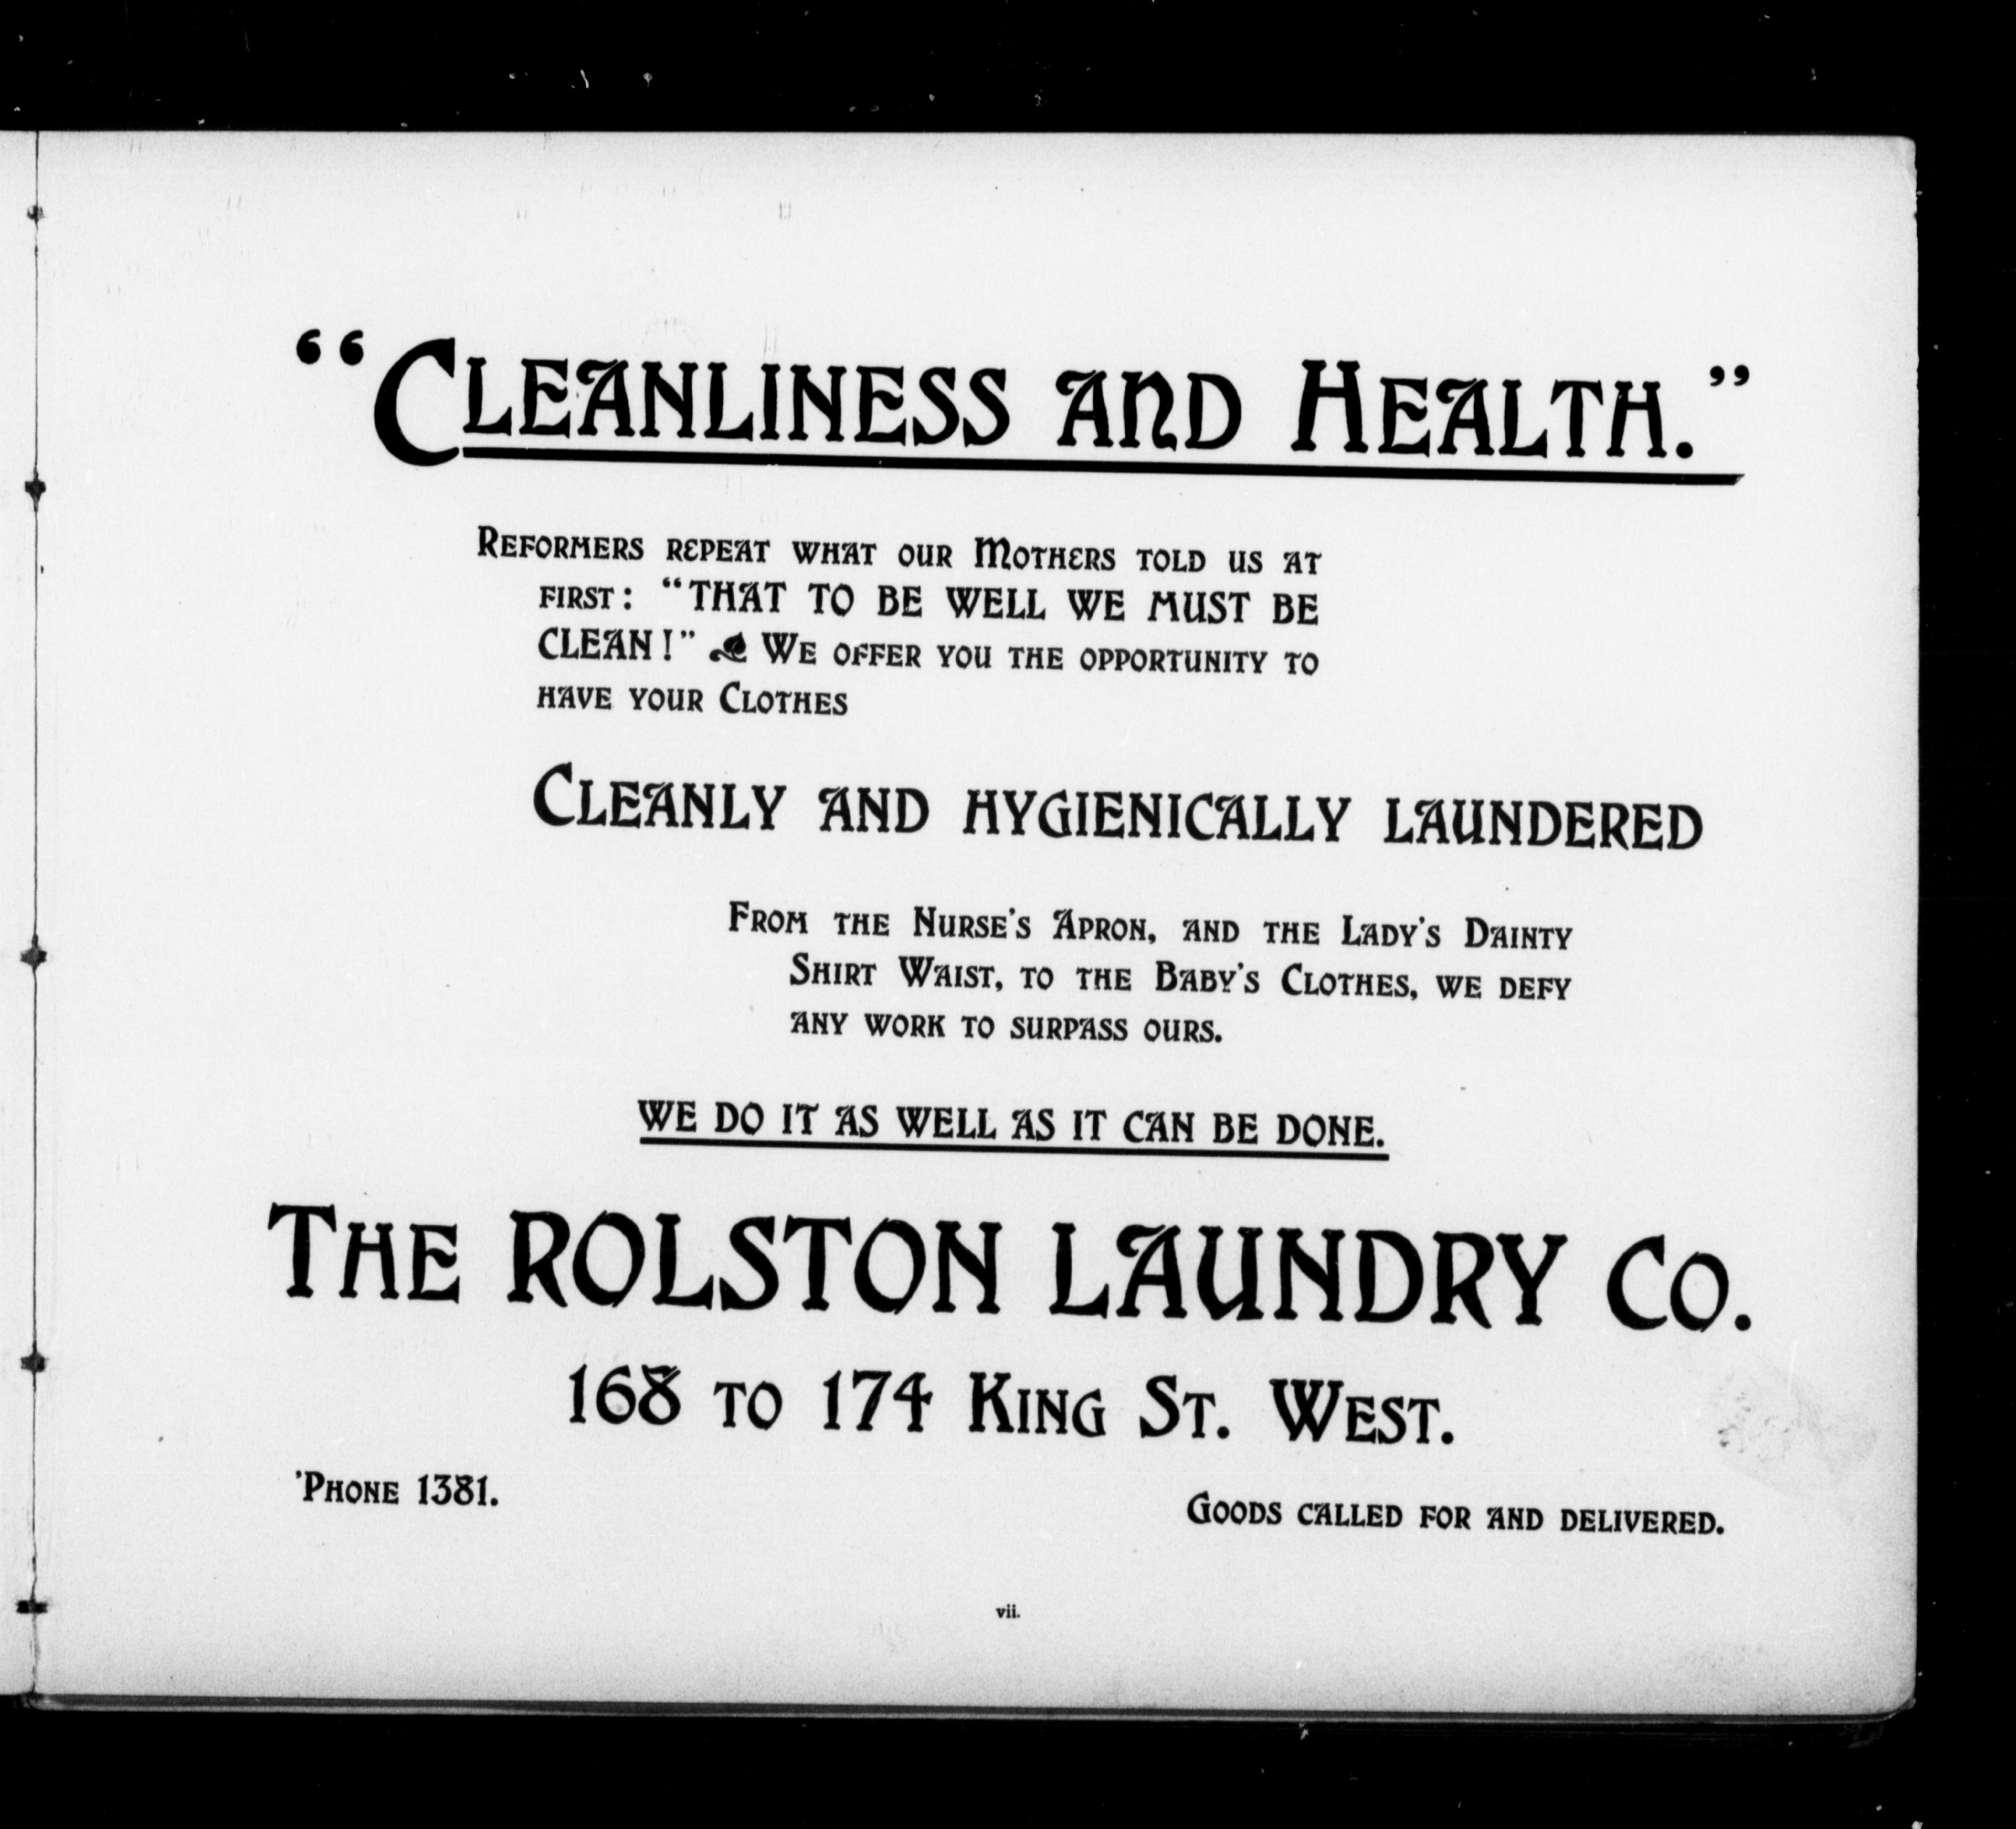 “CLEANLINESS AND HEALTH.”
REFORMERS REPEAT WHAT OUR MOTHERS TOLD US AT
FIRST: “THAT TO BE WELL WE MUST BE
CLEAN!” WE OFFER YOU THE OPPORTUNITY TO
HAVE YOUR CLOTHES
CLEANLY AND HYGIENICALLY LAUNDERED
FROM THE NURSE'S APRON, AND THE LADY'S DAINTY
SHIRT WAIST, TO THE BABY'S CLOTHES, WE DEFY
ANY WORK TO SURPASS OURS.
WE DO IT AS WELL AS IT CAN BE DONE.
THE ROLSTON LAUNDRY CO.
168 TO 174 KING ST. WEST.
'PHONE 1381.
GOODS CALLED FOR AND DELIVERED.
vii.